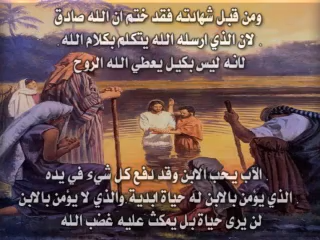 ومن قبل شهادته فقد ختم ان الله صادق
. لان الذي ارسله الله يتكلم بكلام الله
لانه ليس بكيل يعطي الله الروح
. الآب يحب الابن وقد دفع كل شيء في يده
. الذي يؤمن بالابن له حياة ابدية والذي لا يؤمن بالابن
لن يرى حياة بل يمكث عليه غضب الله